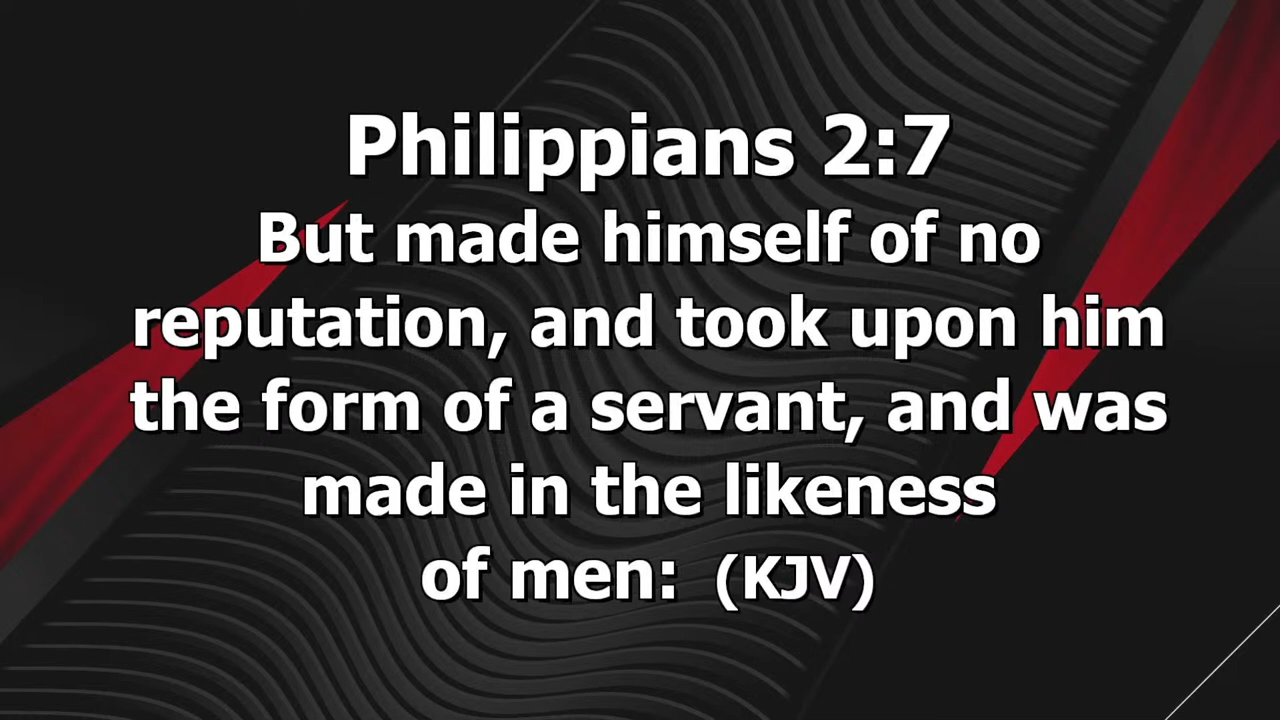 Philippians 2:7
But made himself of no
reputation, and took upon him
the form of a servant, and was
made in the likeness
of men: (KJV)